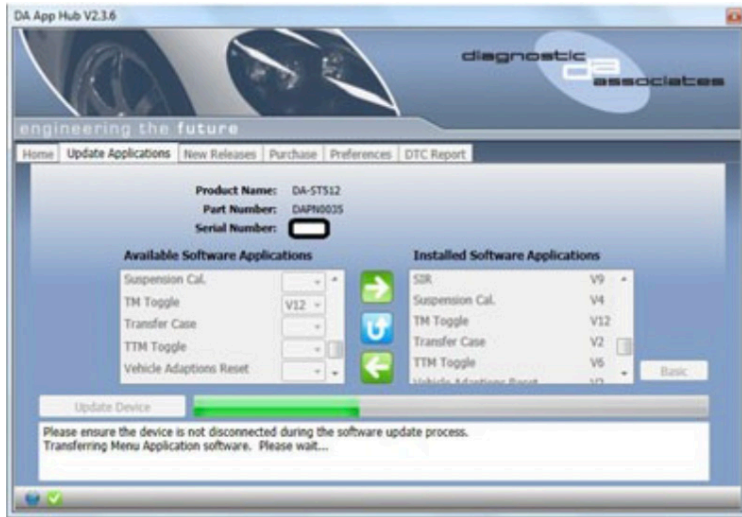 DA App Hub V2.3.6
diagnostic
da
associates
engineering the future
Home Update Applications New Releases Purchase Preferences DTC Report
Product Name: DA-ST512
Part Number: DAPN0035
Serial Number:
Available Software Applications
Suspension Cal.
TM Toggle V12
Transfer Case
TTM Toggle
Vehicle Adaptions Reset
Installed Software Applications
SIR V9
Suspension Cal. V4
TM Toggle V12
Transfer Case V2
TTM Toggle V6
Vehicle Adaptions Reset
Basic
Update Device
Please ensure the device is not disconnected during the software update process.
Transferring Menu Application software. Please wait...